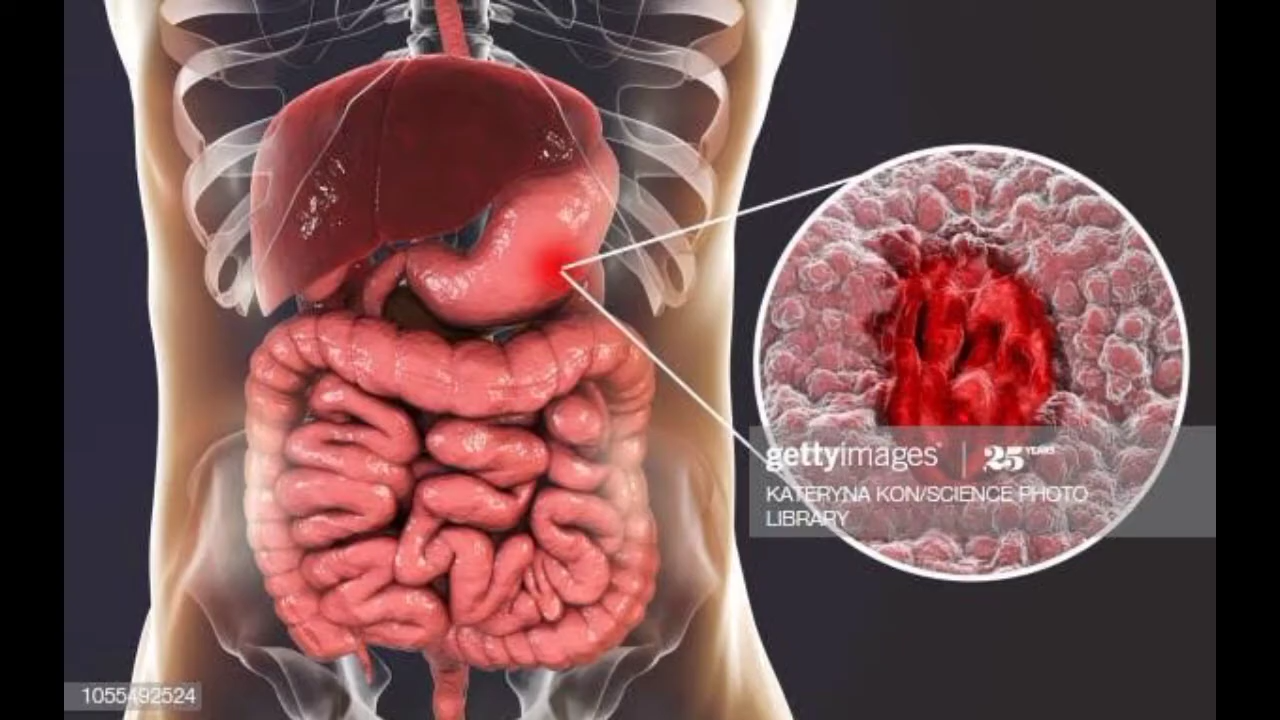 gettyimages | 25 YEARS
KATERYNA KON/SCIENCE PHOTO
LIBRARY
1055492524